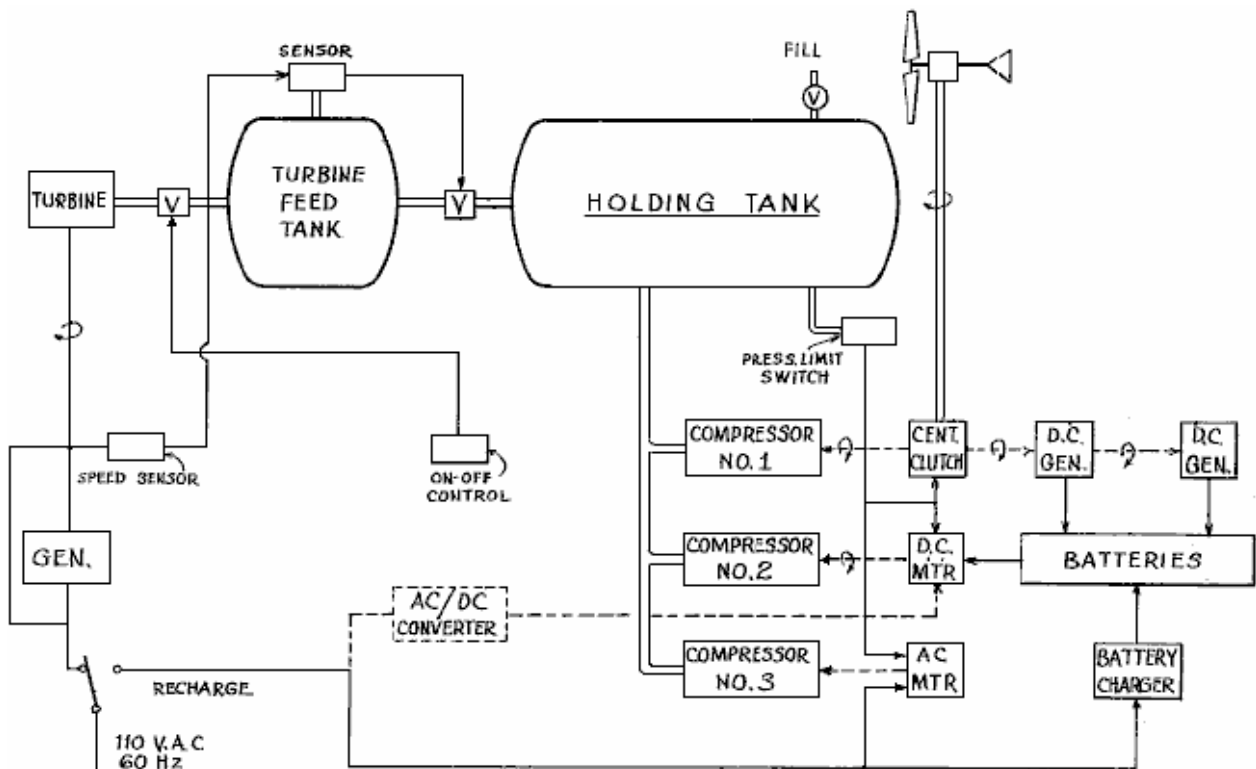 SENSOR
FILL
V
TURBINE
V
TURBINE
FEED
TANK
V
HOLDING TANK
PRESS. LIMIT
SWITCH
SPEED SENSOR
ON-OFF
CONTROL
COMPRESSOR
NO.1
CENT.
CLUTCH
D.C.
GEN.
D.C.
GEN.
GEN.
COMPRESSOR
NO.2
D.C.
MTR
BATTERIES
AC/DC
CONVERTER
COMPRESSOR
NO.3
AC
MTR
BATTERY
CHARGER
RECHARGE
110 V.A.C.
60 Hz